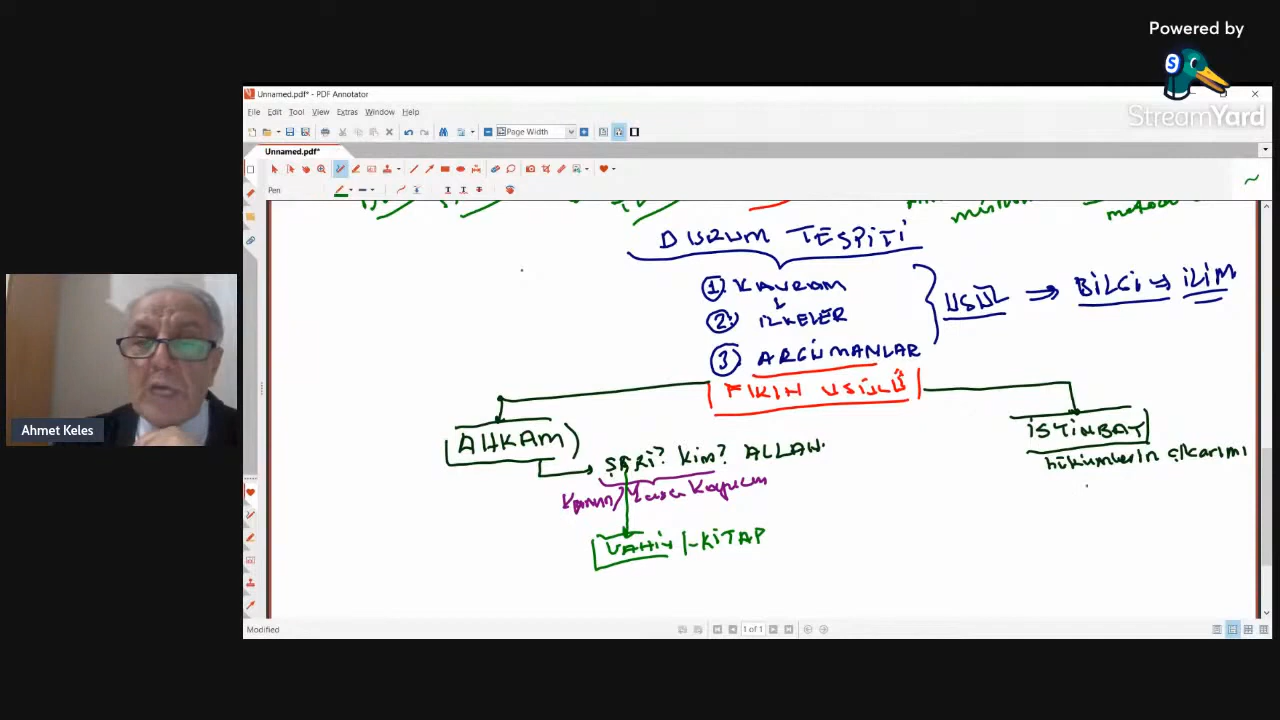 Powered by
StreamYard
Unnamed.pdf* - PDF Annotator
File Edit Tool View Extras Window Help
Page Width
Unnamed.pdf*
Pen
DURUM TESPİTİ
① KAVRAM
② İLKELER
③ ARGÜMANLAR
USÛL ⇒ BİLGİ → İLİM
FIKIH USÛLÜ
AHKAM
İSTİNBAT
hükümlerin çıkarımı
ŞARİ? Kim? ALLAH
Kanun/Yasa Koyucu
VAHİY - KİTAP
Ahmet Keles
Modified
1 of 1